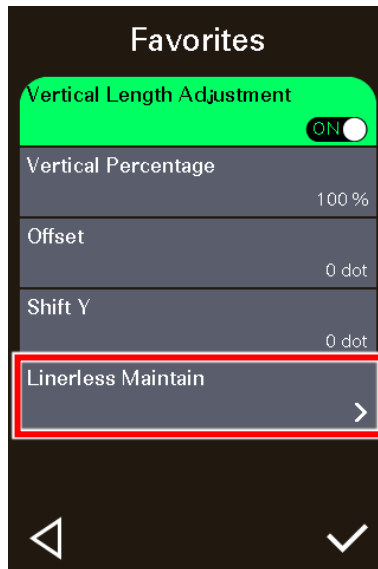 Favorites
Vertical Length Adjustment
ON
Vertical Percentage
100 %
Offset
0 dot
Shift Y
0 dot
Linerless Maintain